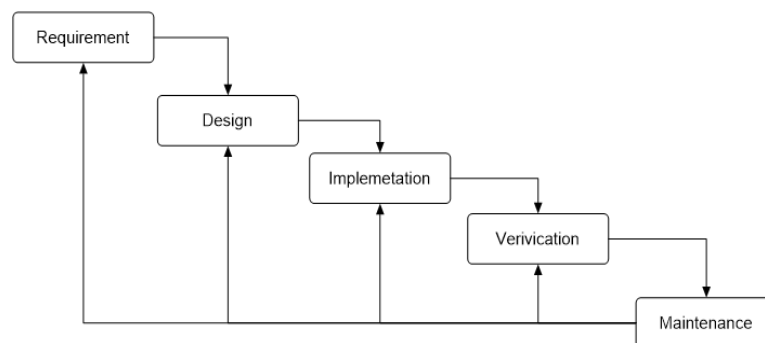 Requirement
Design
Implemetation
Verivication
Maintenance